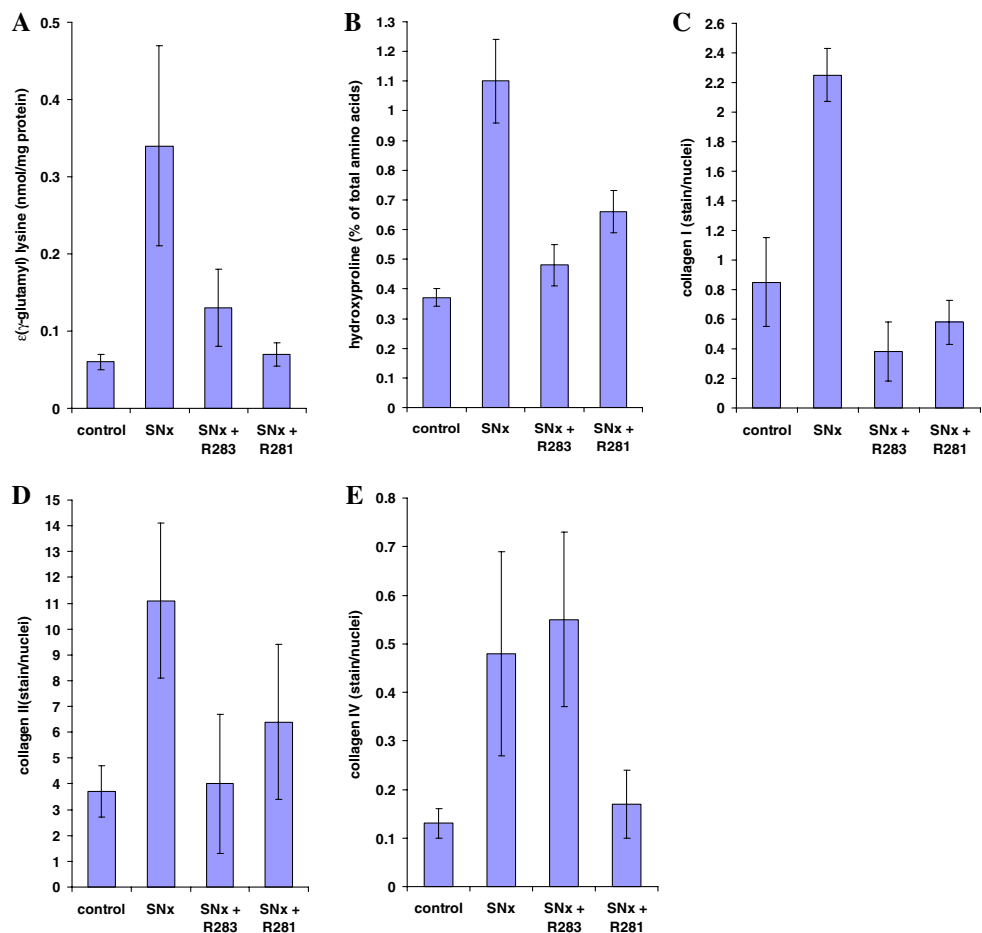 A
ε(γ-glutamyl) lysine (nmol/mg protein)
0.5
0.4
0.3
0.2
0.1
0
control
SNx
SNx +
R283
SNx +
R281
B
hydroxyproline (% of total amino acids)
1.3
1.2
1.1
1
0.9
0.8
0.7
0.6
0.5
0.4
0.3
0.2
0.1
0
control
SNx
SNx +
R283
SNx +
R281
C
collagen I (stain/nuclei)
2.6
2.4
2.2
2
1.8
1.6
1.4
1.2
1
0.8
0.6
0.4
0.2
0
control
SNx
SNx +
R283
SNx +
R281
D
collagen II(stain/nuclei)
15
14
13
12
11
10
9
8
7
6
5
4
3
2
1
0
control
SNx
SNx +
R283
SNx +
R281
E
collagen IV (stain/nuclei)
0.8
0.7
0.6
0.5
0.4
0.3
0.2
0.1
0
control
SNx
SNx +
R283
SNx +
R281